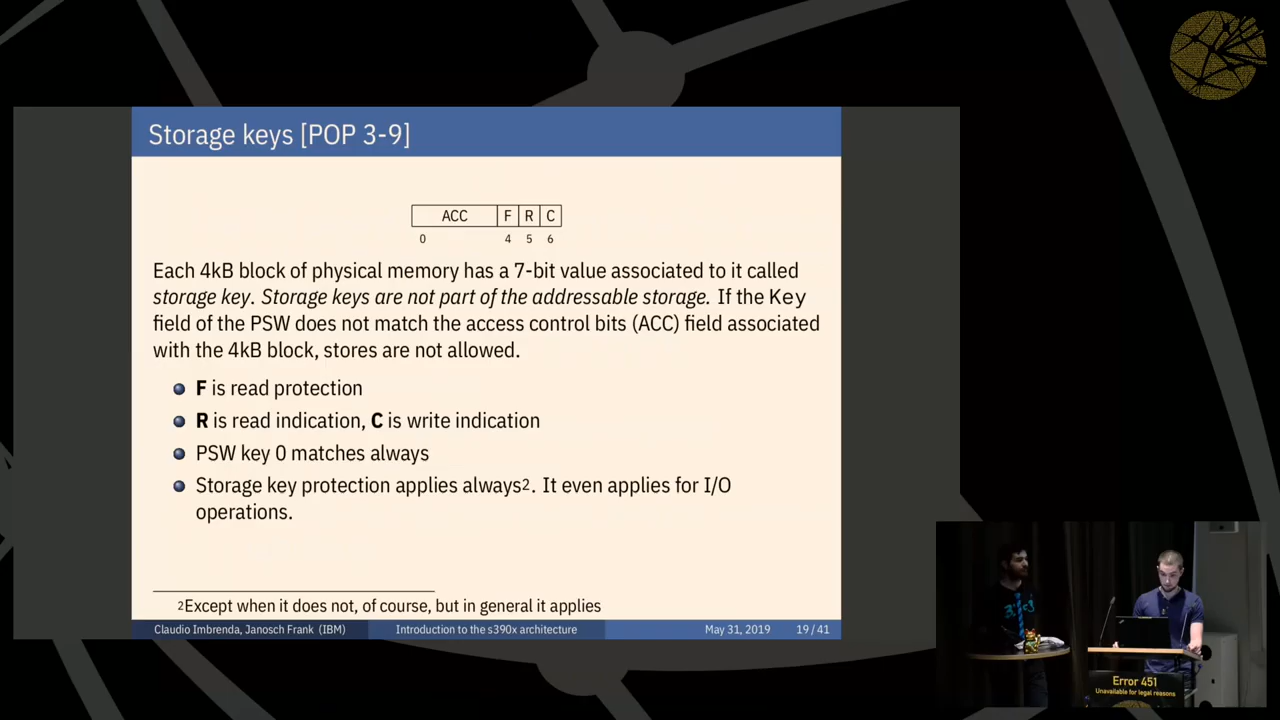 Storage keys [POP 3-9]
ACC F R C
0 4 5 6
Each 4kB block of physical memory has a 7-bit value associated to it called
storage key. Storage keys are not part of the addressable storage. If the Key
field of the PSW does not match the access control bits (ACC) field associated
with the 4kB block, stores are not allowed.
F is read protection
R is read indication, C is write indication
PSW key 0 matches always
Storage key protection applies always2. It even applies for I/O
operations.
2Except when it does not, of course, but in general it applies
Claudio Imbrenda, Janosch Frank (IBM) Introduction to the s390x architecture May 31, 2019 19 / 41
Error 451
Unavailable for legal reasons